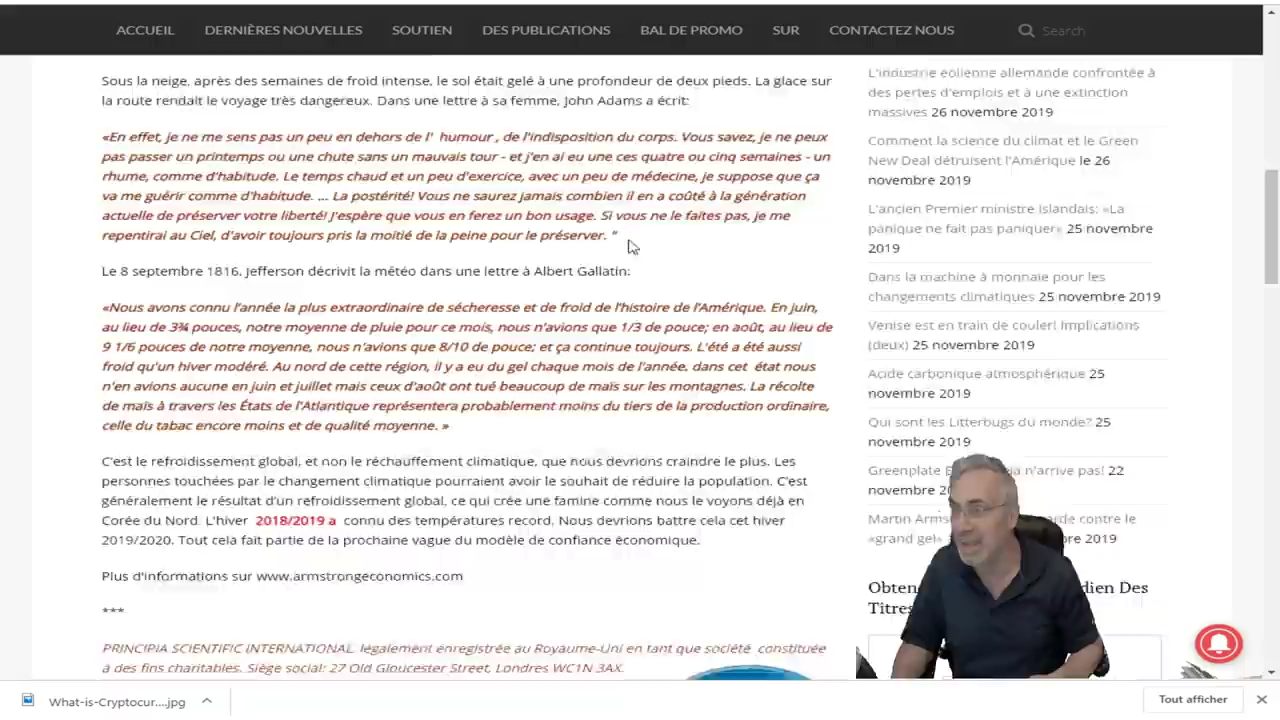 ACCUEIL DERNIÈRES NOUVELLES SOUTIEN DES PUBLICATIONS BAL DE PROMO SUR CONTACTEZ NOUS Search
Sous la neige, après des semaines de froid intense, le sol était gelé à une profondeur de deux pieds. La glace sur
la route rendait le voyage très dangereux. Dans une lettre à sa femme, John Adams a écrit:
«En effet, je ne me sens pas un peu en dehors de l' humour , de l'indisposition du corps. Vous savez, je ne peux
pas passer un printemps ou une chute sans un mauvais tour - et j'en ai eu une ces quatre ou cinq semaines - un
rhume, comme d'habitude. Le temps chaud et un peu d'exercice, avec un peu de médecine, je suppose que ça
va me guérir comme d'habitude. ... La postérité! Vous ne saurez jamais combien il en a coûté à la génération
actuelle de préserver votre liberté! J'espère que vous en ferez un bon usage. Si vous ne le faites pas, je me
repentirai au Ciel, d'avoir toujours pris la moitié de la peine pour le préserver. "
Le 8 septembre 1816, Jefferson décrivit la météo dans une lettre à Albert Gallatin:
«Nous avons connu l'année la plus extraordinaire de sécheresse et de froid de l'histoire de l'Amérique. En juin,
au lieu de 3¾ pouces, notre moyenne de pluie pour ce mois, nous n'avions que 1/3 de pouce; en août, au lieu de
9 1/6 pouces de notre moyenne, nous n'avions que 8/10 de pouce; et ça continue toujours. L'été a été aussi
froid qu'un hiver modéré. Au nord de cette région, il y a eu du gel chaque mois de l'année, dans cet état nous
n'en avions aucune en juin et juillet mais ceux d'août ont tué beaucoup de maïs sur les montagnes. La récolte
de maïs à travers les États de l'Atlantique représentera probablement moins du tiers de la production ordinaire,
celle du tabac encore moins et de qualité moyenne. »
C'est le refroidissement global, et non le réchauffement climatique, que nous devrions craindre le plus. Les
personnes touchées par le changement climatique pourraient avoir le souhait de réduire la population. C'est
généralement le résultat d'un refroidissement global, ce qui crée une famine comme nous le voyons déjà en
Corée du Nord. L'hiver 2018/2019 a connu des températures record. Nous devrions battre cela cet hiver
2019/2020. Tout cela fait partie de la prochaine vague du modèle de confiance économique.
Plus d'informations sur www.armstrongeconomics.com
***
PRINCIPIA SCIENTIFIC INTERNATIONAL, légalement enregistrée au Royaume-Uni en tant que société constituée
à des fins charitables. Siège social: 27 Old Gloucester Street, Londres WC1N 3AX.
L'industrie éolienne allemande confrontée à
des pertes d'emplois et à une extinction
massives 26 novembre 2019
Comment la science du climat et le Green
New Deal détruisent l'Amérique le 26
novembre 2019
L'ancien Premier ministre islandais: «La
panique ne fait pas paniquer» 25 novembre
2019
Dans la machine à monnaie pour les
changements climatiques 25 novembre 2019
Venise est en train de couler! Implications
(deux) 25 novembre 2019
Acide carbonique atmosphérique 25
novembre 2019
Qui sont les Litterbugs du monde? 25
novembre 2019
Greenplate n'arrive pas! 22
novembre
Martin contre le
«grand gel» 2019
Titres
What-is-Cryptocur....jpg
Tout afficher